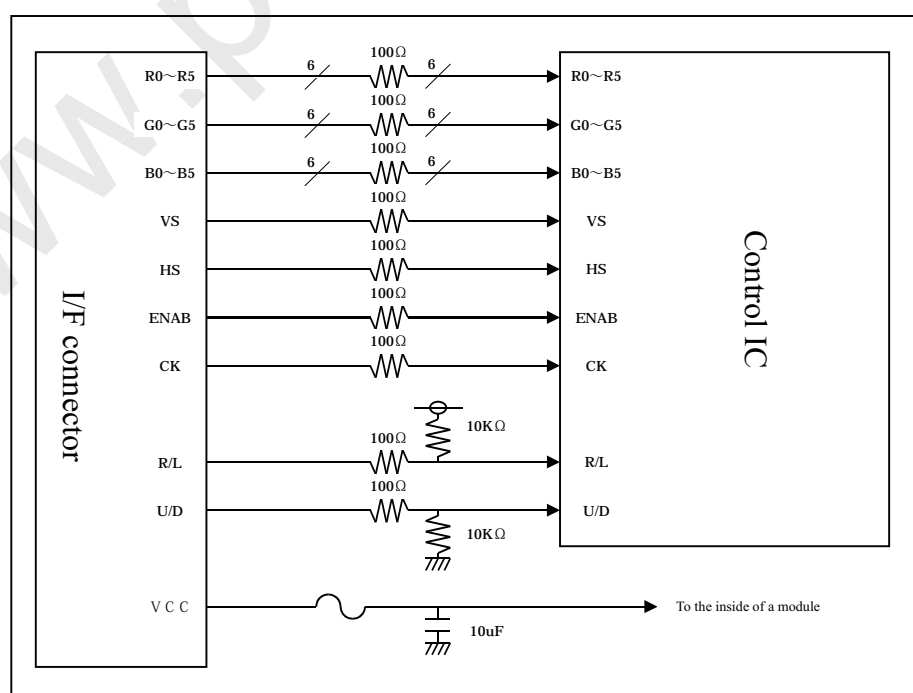 100Ω
R0～R5 6 6 R0～R5
100Ω
G0～G5 6 6 G0～G5
100Ω
B0～B5 6 6 B0～B5
100Ω
VS VS
100Ω
HS HS
100Ω
ENAB ENAB
100Ω
CK CK
10KΩ
100Ω
R/L R/L
100Ω
U/D U/D
10KΩ
I/F connector
Control IC
VCC To the inside of a module
10uF
www.p